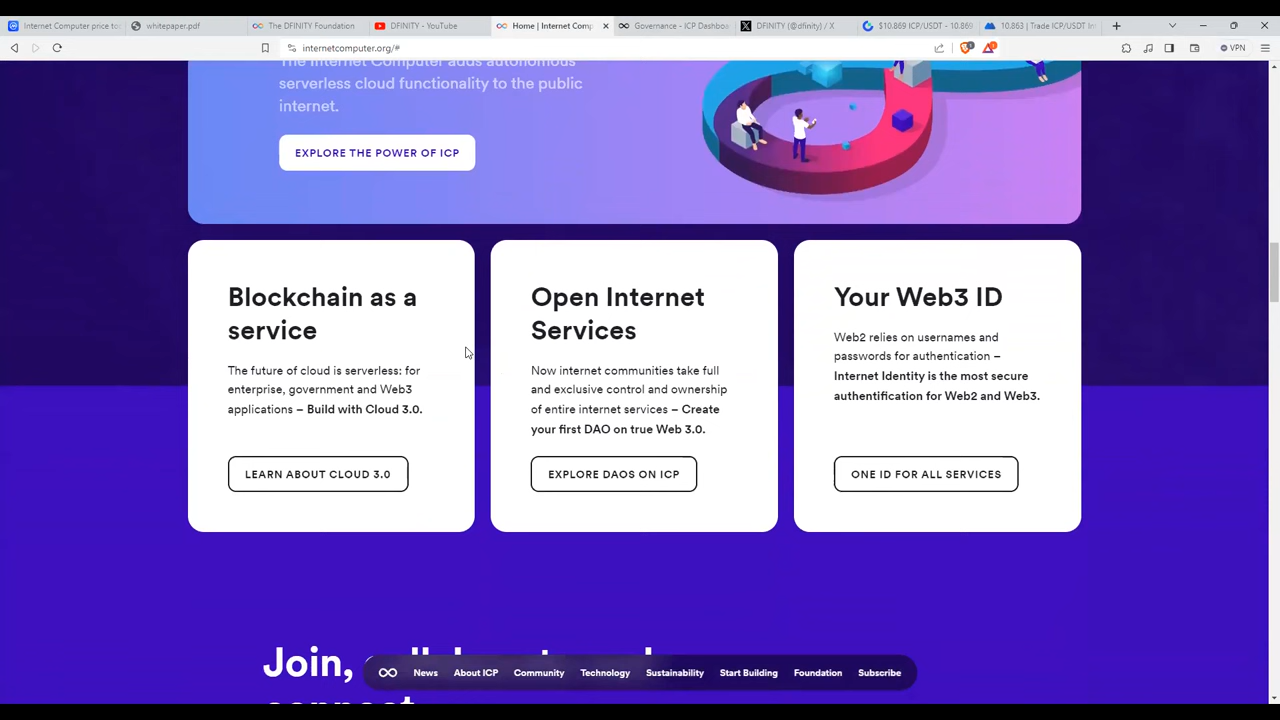 Internet Computer price to
whitepaper.pdf
The DFINITY Foundation
DFINITY - YouTube
Home | Internet Comp
Governance - ICP Dashbo
DFINITY (@dfinity) / X
$10.869 ICP/USDT - 10.869
10.863 | Trade ICP/USDT In
internetcomputer.org/#
VPN
The Internet Computer adds autonomous
serverless cloud functionality to the public
internet.
EXPLORE THE POWER OF ICP
Blockchain as a
service
The future of cloud is serverless: for
enterprise, government and Web3
applications – Build with Cloud 3.0.
LEARN ABOUT CLOUD 3.0
Open Internet
Services
Now internet communities take full
and exclusive control and ownership
of entire internet services – Create
your first DAO on true Web 3.0.
EXPLORE DAOS ON ICP
Your Web3 ID
Web2 relies on usernames and
passwords for authentication –
Internet Identity is the most secure
authentification for Web2 and Web3.
ONE ID FOR ALL SERVICES
Join,
News About ICP Community Technology Sustainability Start Building Foundation Subscribe